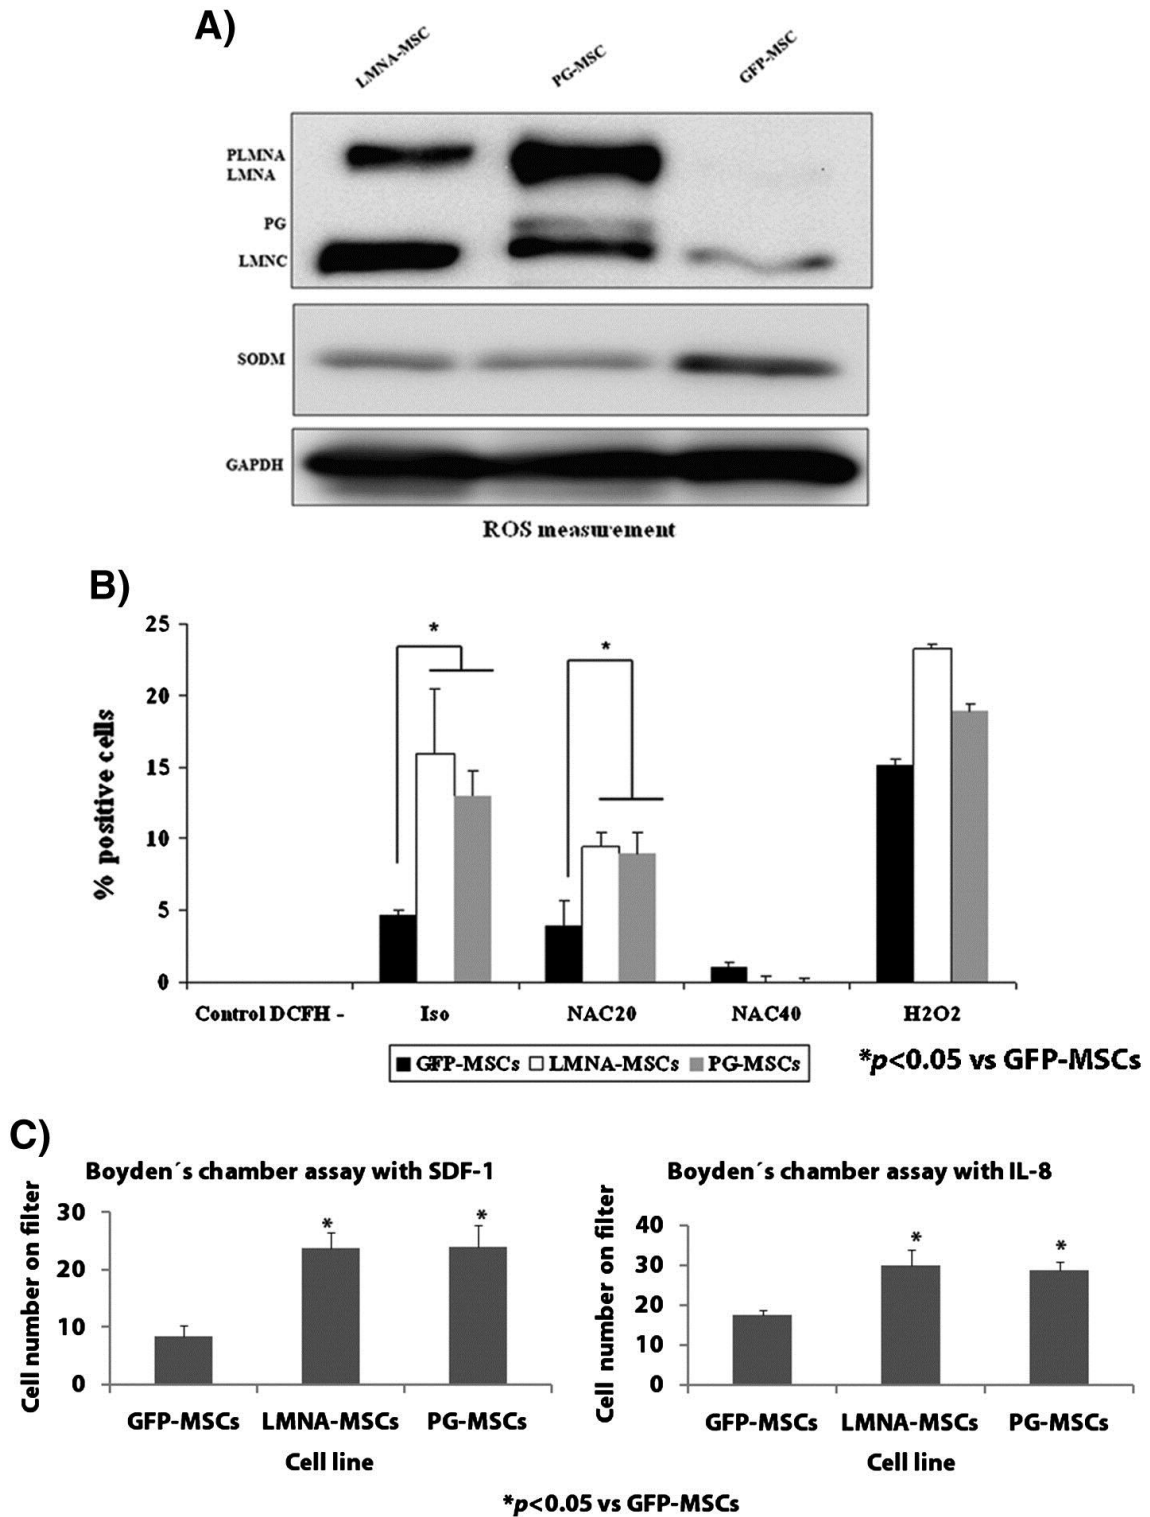 A)
LMNA-MSC
PG-MSC
GFP-MSC
PLMNA
LMNA
PG
LMNC
SODM
GAPDH
ROS measurement
B)
% positive cells
25
20
15
10
5
0
*
*
Control DCFH -
Iso
NAC20
NAC40
H2O2
GFP-MSCs
LMNA-MSCs
PG-MSCs
*p<0.05 vs GFP-MSCs
C)
Boyden´s chamber assay with SDF-1
Cell number on filter
30
20
10
0
*
*
GFP-MSCs
LMNA-MSCs
PG-MSCs
Cell line
Boyden´s chamber assay with IL-8
Cell number on filter
40
30
20
10
0
*
*
GFP-MSCs
LMNA-MSCs
PG-MSCs
Cell line
*p<0.05 vs GFP-MSCs